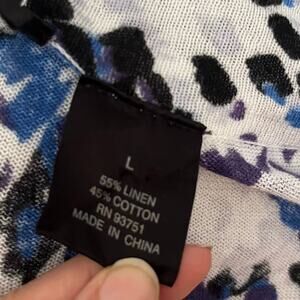 L
55% LINEN
45% COTTON
RN 93751
MADE IN CHINA